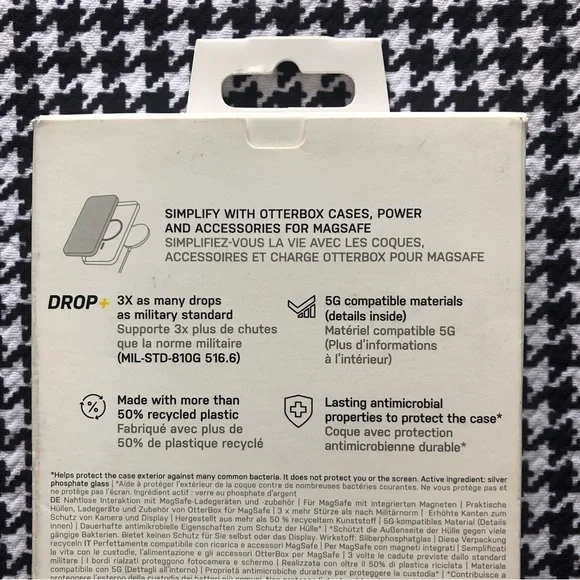 SIMPLIFY WITH OTTERBOX CASES, POWER
AND ACCESSORIES FOR MAGSAFE
SIMPLIFIEZ-VOUS LA VIE AVEC LES COQUES,
ACCESSOIRES ET CHARGE OTTERBOX POUR MAGSAFE
DROP+
3X as many drops
as military standard
Supporte 3x plus de chutes
que la norme militaire
(MIL-STD-810G 516.6)
5G compatible materials
(details inside)
Matériel compatible 5G
(Plus d'informations
à l'intérieur)
Made with more than
50% recycled plastic
Fabriqué avec plus de
50% de plastique recyclé
Lasting antimicrobial
properties to protect the case*
Coque avec protection
antimicrobienne durable*
*Helps protect the case exterior against many common bacteria. It does not protect you or the screen. Active ingredient: silver
phosphate glass | *Aide à protéger l'extérieur de la coque contre de nombreuses bactéries courantes. Ne vous protège pas et
ne protège pas l'écran. Ingrédient actif : verre au phosphate d'argent
DE Nahtlose Interaktion mit MagSafe-Ladegeräten und zubehör | Für MagSafe mit integrierten Magneten | Praktische
Hüllen, Ladegeräte und Zubehör von OtterBox für MagSafe | 3 x mehr Stürze als nach Militärnorm | Erhöhte Kanten zum
Schutz von Kamera und Display | Hergestellt aus mehr als 50 % recyceltem Kunststoff | 5G-kompatibles Material (Details
innen) | Dauerhafte antimikrobielle Eigenschaften zum Schutz der Hülle* | *Schützt die Außenseite der Hülle gegen viele
gängige Bakterien. Bietet keinen Schutz für Sie selbst oder das Display. Wirkstoff: Silberphosphatglas | Diese Verpackung
recyceln IT Perfettamente compatibile con ricarica e accessori MagSafe | Per MagSafe con magneti integrati | Semplificati
la vita con le custodie, l'alimentazione e gli accessori OtterBox per MagSafe | 3 volte le cadute previste dallo standard
militare | I bordi rialzati proteggono fotocamera e schermo | Realizzata con oltre il 50% di plastica riciclata | Materiale
compatibile con 5G (Dettagli all'interno) | Proprietà antimicrobiche durature per proteggere la custodia* | *Contribuisce a
proteggere l'esterno della custodia dai batteri più comuni